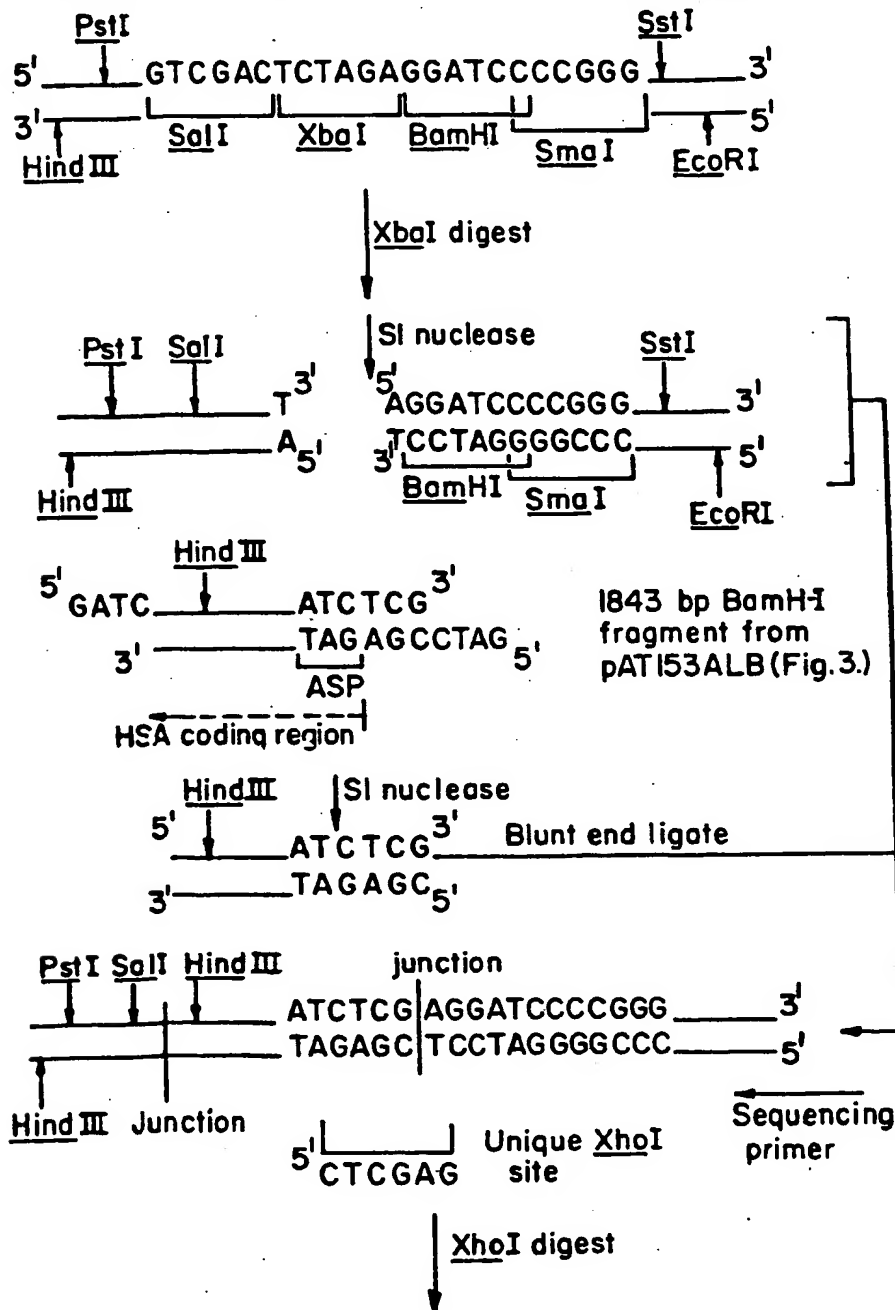 PstI SstI
5' GTCGACTCTAGAGGATCCCCGGG 3'
3' 5'
HindIII SalI XbaI BamHI SmaI EcoRI
XbaI digest
SI nuclease
PstI SalI SstI
T 3' 5' AGGATCCCCGGG 3'
A 5' 3' TCCTAGGGGCCC 5'
HindIII BamHI SmaI EcoRI
HindIII
5' GATC ATCTCG 3'
3' TAGAGCCTAG 5'
ASP
HSA coding region
1843 bp BamH-I
fragment from
pAT153ALB (Fig.3.)
HindIII SI nuclease
5' ATCTCG 3' Blunt end ligate
3' TAGAGC 5'
PstI SalI HindIII junction
ATCTCG AGGATCCCCGGG 3'
TAGAGC TCCTAGGGGCCC 5'
HindIII Junction
Sequencing
primer
5' CTCGAG
Unique XhoI
site
XhoI digest